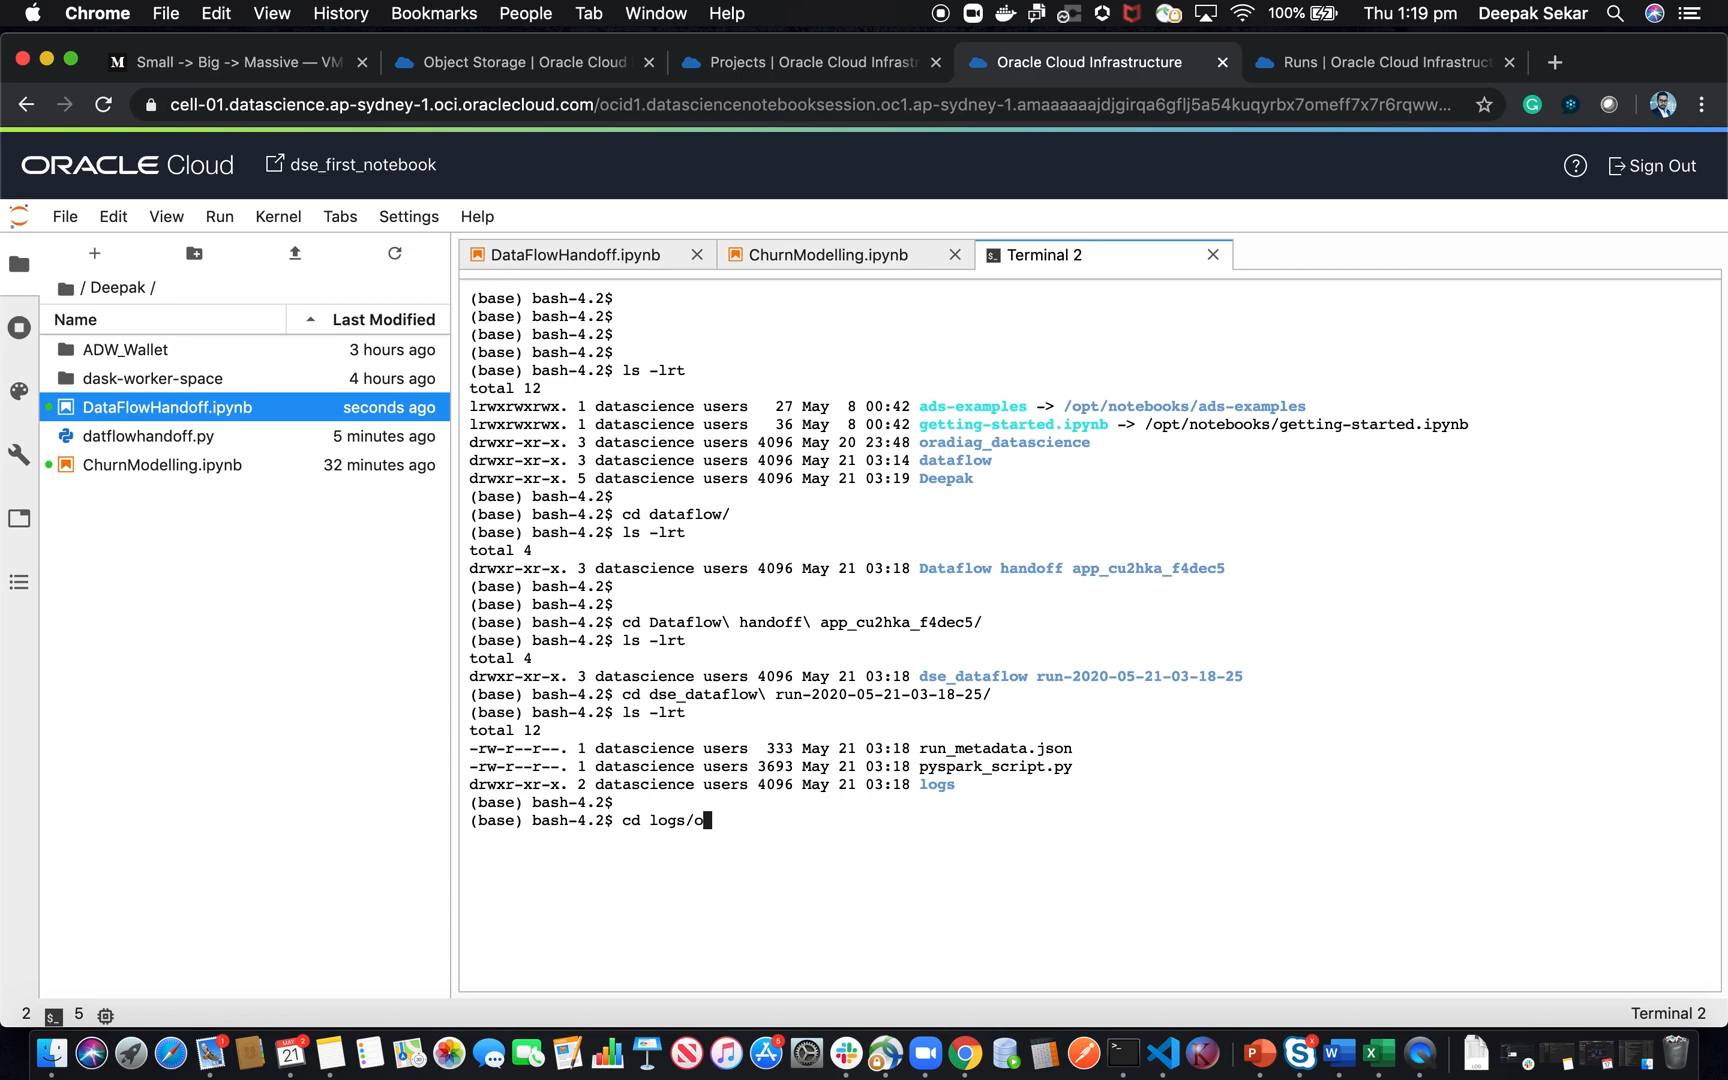 Chrome File Edit View History Bookmarks People Tab Window Help 100% Thu 1:19 pm Deepak Sekar
M Small -> Big -> Massive — VM Object Storage | Oracle Cloud Projects | Oracle Cloud Infrastr Oracle Cloud Infrastructure Runs | Oracle Cloud Infrastruct
cell-01.datascience.ap-sydney-1.oci.oraclecloud.com/ocid1.datasciencenotebooksession.oc1.ap-sydney-1.amaaaaaajdjgirqa6gflj5a54kuqyrbx7omeff7x7r6rqww...
ORACLE Cloud dse_first_notebook ? Sign Out
File Edit View Run Kernel Tabs Settings Help
DataFlowHandoff.ipynb ChurnModelling.ipynb Terminal 2
/ Deepak /
Name Last Modified
ADW_Wallet 3 hours ago
dask-worker-space 4 hours ago
DataFlowHandoff.ipynb seconds ago
datflowhandoff.py 5 minutes ago
ChurnModelling.ipynb 32 minutes ago
(base) bash-4.2$
(base) bash-4.2$
(base) bash-4.2$
(base) bash-4.2$
(base) bash-4.2$ ls -lrt
total 12
lrwxrwxrwx. 1 datascience users 27 May 8 00:42 ads-examples -> /opt/notebooks/ads-examples
lrwxrwxrwx. 1 datascience users 36 May 8 00:42 getting-started.ipynb -> /opt/notebooks/getting-started.ipynb
drwxr-xr-x. 3 datascience users 4096 May 20 23:48 oradiag_datascience
drwxr-xr-x. 3 datascience users 4096 May 21 03:14 dataflow
drwxr-xr-x. 5 datascience users 4096 May 21 03:19 Deepak
(base) bash-4.2$
(base) bash-4.2$ cd dataflow/
(base) bash-4.2$ ls -lrt
total 4
drwxr-xr-x. 3 datascience users 4096 May 21 03:18 Dataflow handoff app_cu2hka_f4dec5
(base) bash-4.2$
(base) bash-4.2$
(base) bash-4.2$ cd Dataflow\ handoff\ app_cu2hka_f4dec5/
(base) bash-4.2$ ls -lrt
total 4
drwxr-xr-x. 3 datascience users 4096 May 21 03:18 dse_dataflow run-2020-05-21-03-18-25
(base) bash-4.2$ cd dse_dataflow\ run-2020-05-21-03-18-25/
(base) bash-4.2$ ls -lrt
total 12
-rw-r--r--. 1 datascience users 333 May 21 03:18 run_metadata.json
-rw-r--r--. 1 datascience users 3693 May 21 03:18 pyspark_script.py
drwxr-xr-x. 2 datascience users 4096 May 21 03:18 logs
(base) bash-4.2$
(base) bash-4.2$ cd logs/o
2 5 Terminal 2